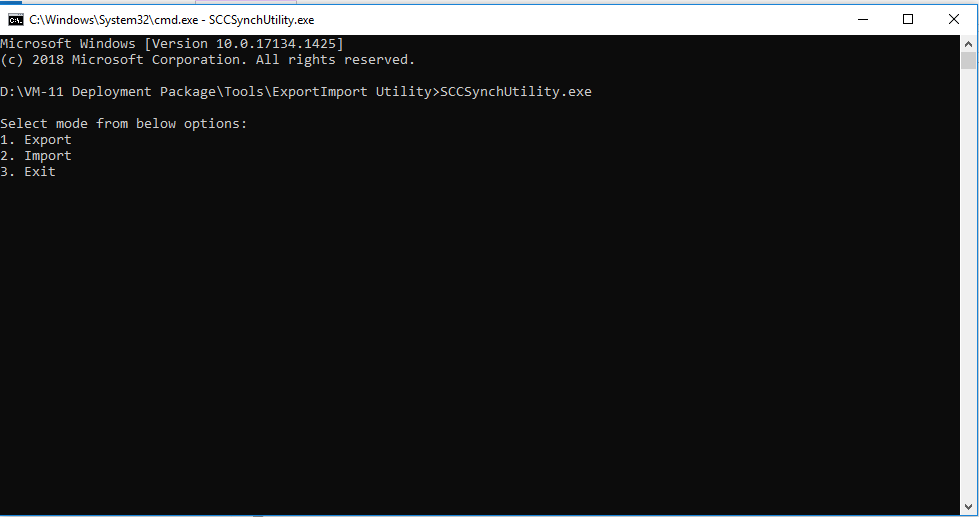 C:\Windows\System32\cmd.exe - SCCSynchUtility.exe
Microsoft Windows [Version 10.0.17134.1425]
(c) 2018 Microsoft Corporation. All rights reserved.
D:\VM-11 Deployment Package\Tools\ExportImport Utility>SCCSynchUtility.exe
Select mode from below options:
1. Export
2. Import
3. Exit